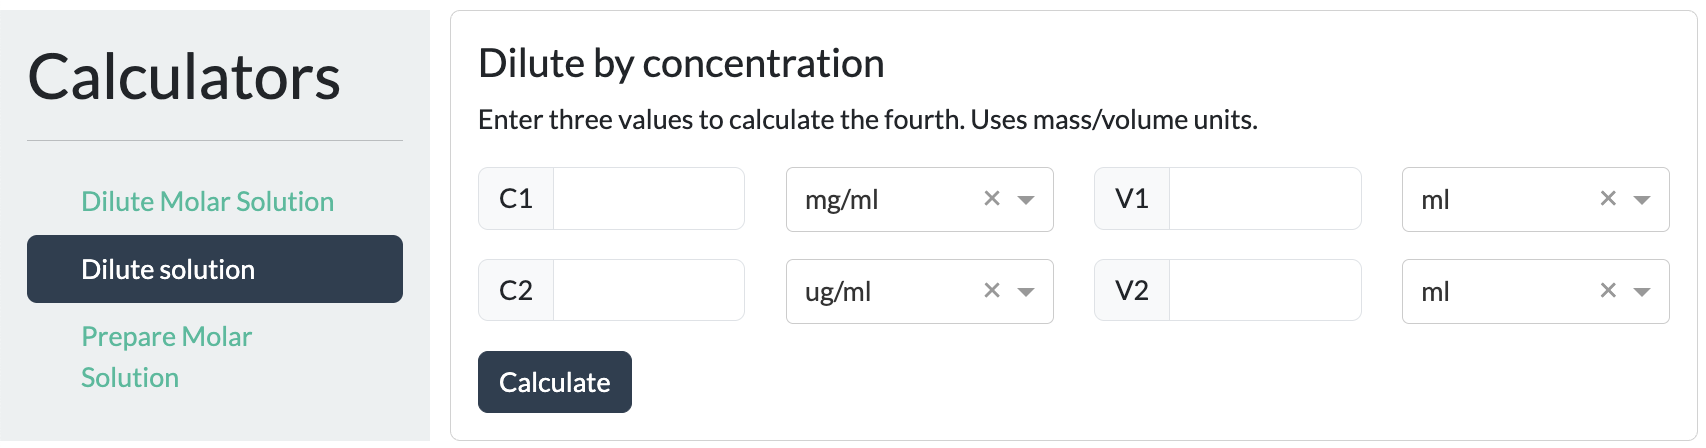 Calculators
Dilute Molar Solution
Dilute solution
Prepare Molar
Solution
Dilute by concentration
Enter three values to calculate the fourth. Uses mass/volume units.
C1 mg/ml × V1 ml ×
C2 ug/ml × V2 ml ×
Calculate